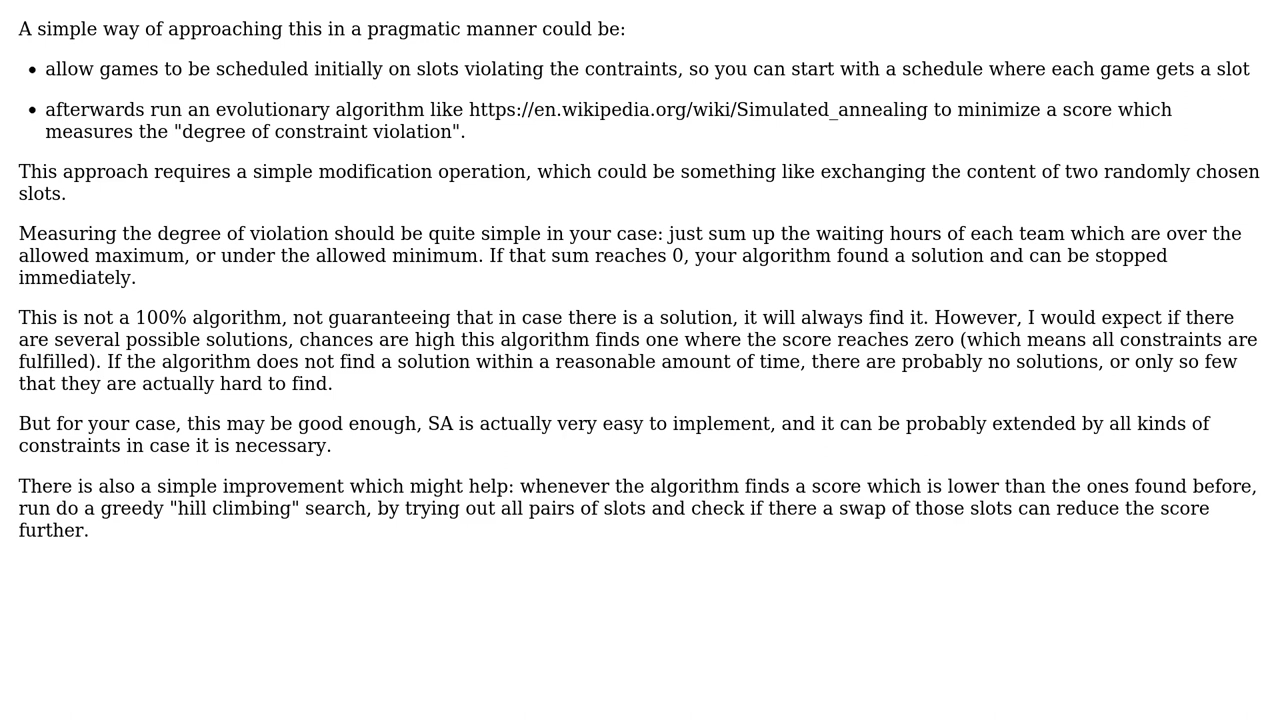 A simple way of approaching this in a pragmatic manner could be:
• allow games to be scheduled initially on slots violating the contraints, so you can start with a schedule where each game gets a slot
• afterwards run an evolutionary algorithm like https://en.wikipedia.org/wiki/Simulated_annealing to minimize a score which
measures the "degree of constraint violation".
This approach requires a simple modification operation, which could be something like exchanging the content of two randomly chosen
slots.
Measuring the degree of violation should be quite simple in your case: just sum up the waiting hours of each team which are over the
allowed maximum, or under the allowed minimum. If that sum reaches 0, your algorithm found a solution and can be stopped
immediately.
This is not a 100% algorithm, not guaranteeing that in case there is a solution, it will always find it. However, I would expect if there
are several possible solutions, chances are high this algorithm finds one where the score reaches zero (which means all constraints are
fulfilled). If the algorithm does not find a solution within a reasonable amount of time, there are probably no solutions, or only so few
that they are actually hard to find.
But for your case, this may be good enough, SA is actually very easy to implement, and it can be probably extended by all kinds of
constraints in case it is necessary.
There is also a simple improvement which might help: whenever the algorithm finds a score which is lower than the ones found before,
run do a greedy "hill climbing" search, by trying out all pairs of slots and check if there a swap of those slots can reduce the score
further.